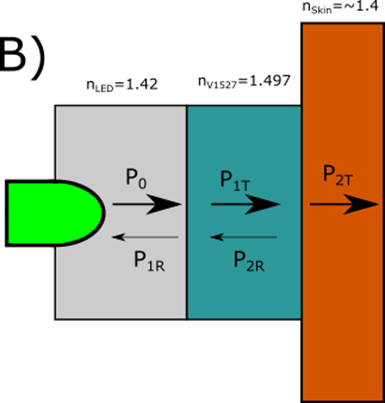 n_Skin=~1.4
B)
n_LED=1.42
n_V1527=1.497
P_0
P_1T
P_2T
P_1R
P_2R